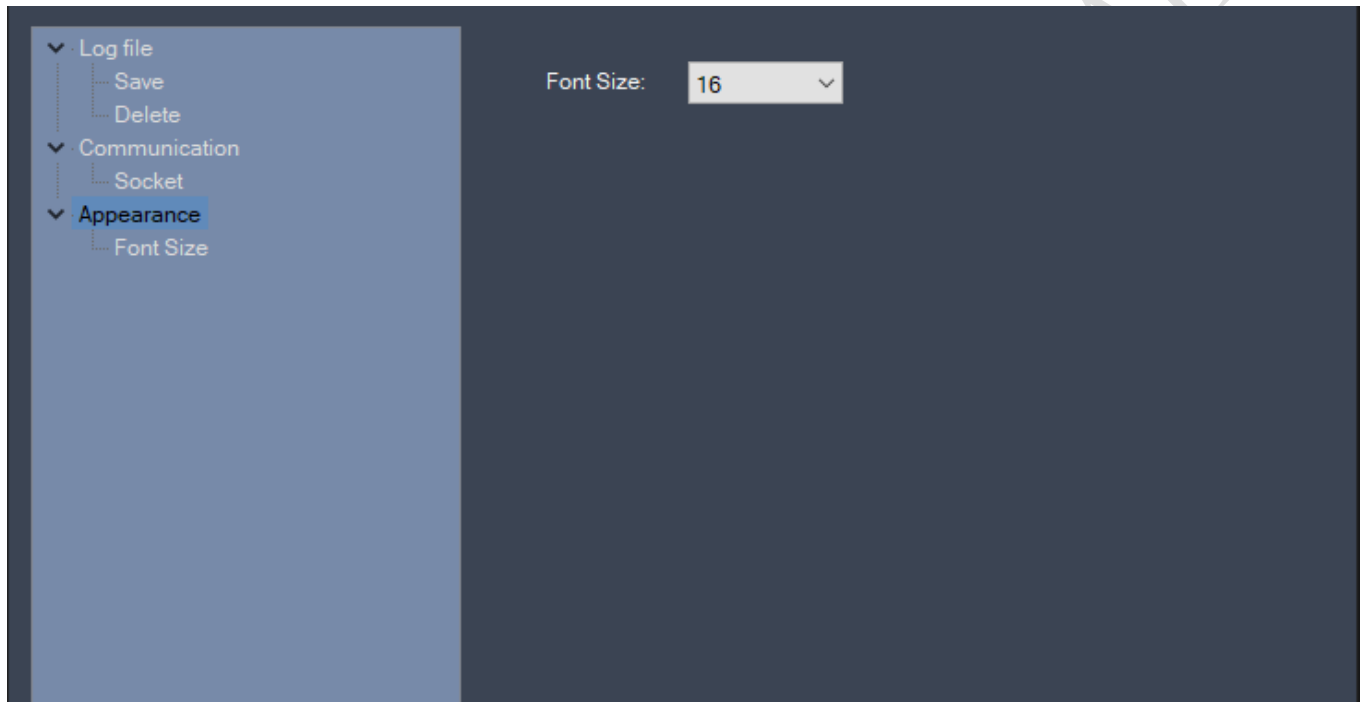 Log file
Save
Delete
Communication
Socket
Appearance
Font Size
Font Size: 16